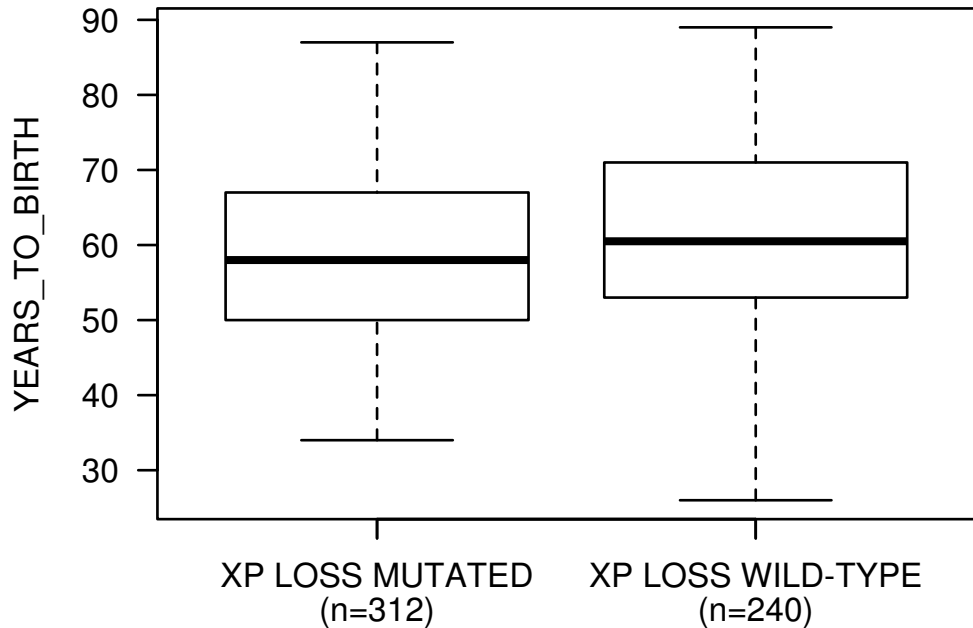 YEARS_TO_BIRTH
90
80
70
60
50
40
30
XP LOSS MUTATED
(n=312)
XP LOSS WILD-TYPE
(n=240)